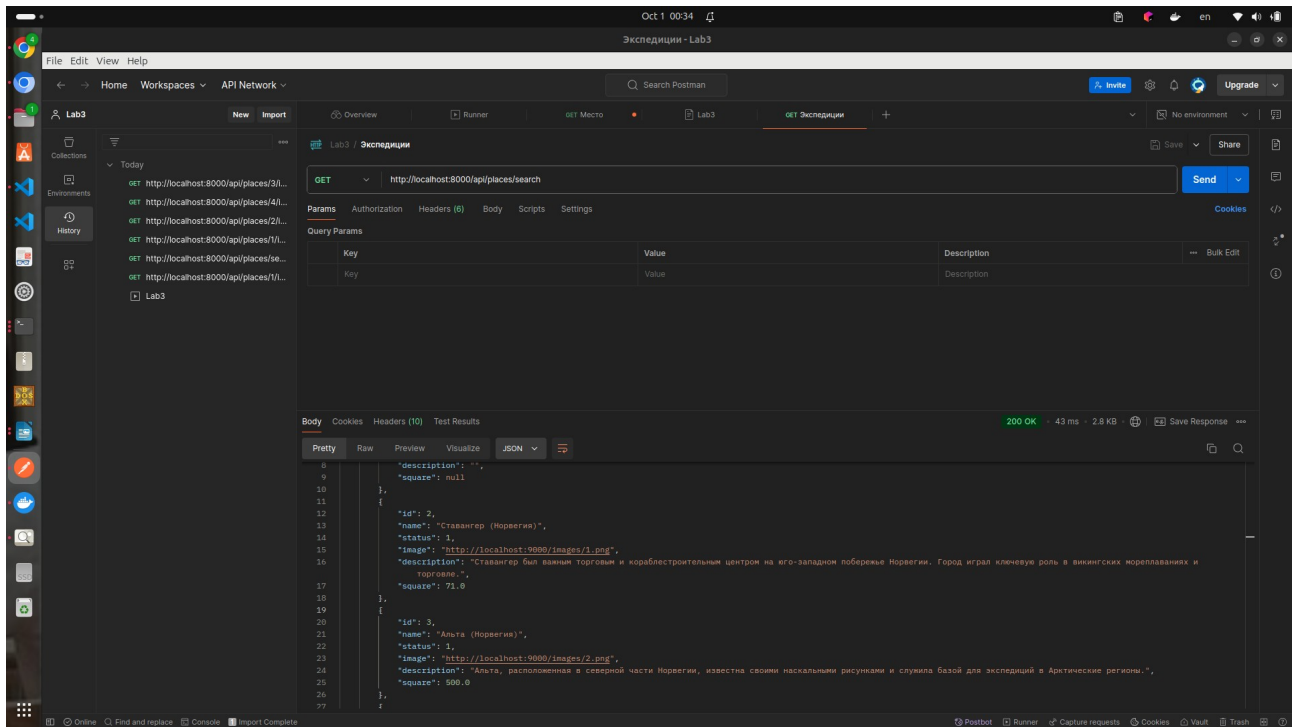 Oct 1 00:34
en
Экспедиции - Lab3
File Edit View Help
Home Workspaces API Network
Search Postman
Invite
Upgrade
Lab3
New Import
Overview
Runner
GET Место
Lab3
GET Экспедиции
No environment
Collections
Environments
History
Today
GET http://localhost:8000/api/places/3/i...
GET http://localhost:8000/api/places/4/i...
GET http://localhost:8000/api/places/2/i...
GET http://localhost:8000/api/places/1/i...
GET http://localhost:8000/api/places/se...
GET http://localhost:8000/api/places/1/i...
Lab3
HTTP Lab3 / Экспедиции
Save
Share
GET http://localhost:8000/api/places/search
Send
Params Authorization Headers (6) Body Scripts Settings
Cookies
Query Params
Key Value Description Bulk Edit
Key Value Description
Body Cookies Headers (10) Test Results
200 OK 43 ms 2.8 KB Save Response
Pretty Raw Preview Visualize JSON
8 "description": "",
9 "square": null
10 },
11 {
12 "id": 2,
13 "name": "Ставангер (Норвегия)",
14 "status": 1,
15 "image": "http://localhost:9000/images/1.png",
16 "description": "Ставангер был важным торговым и кораблестроительным центром на юго-западном побережье Норвегии. Город играл ключевую роль в викингских мореплаваниях и
торговле.",
17 "square": 71.0
18 },
19 {
20 "id": 3,
21 "name": "Альта (Норвегия)",
22 "status": 1,
23 "image": "http://localhost:9000/images/2.png",
24 "description": "Альта, расположенная в северной части Норвегии, известна своими наскальными рисунками и служила базой для экспедиций в Арктические регионы.",
25 "square": 500.0
26 },
27 {
Online Find and replace Console Import Complete
Postbot Runner Capture requests Cookies Vault Trash